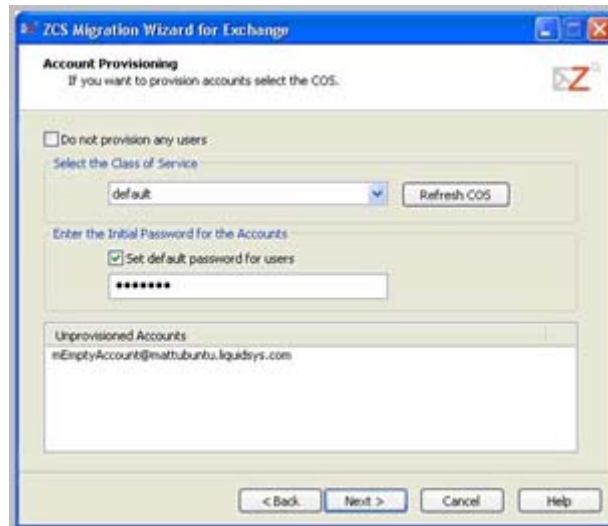 ZCS Migration Wizard for Exchange
Account Provisioning
If you want to provision accounts select the COS.
Z
Do not provision any users
Select the Class of Service
default
Refresh COS
Enter the Initial Password for the Accounts
Set default password for users
•••••••
Unprovisioned Accounts
mEmptyAccount@mattubuntu.liquidsys.com
< Back
Next >
Cancel
Help